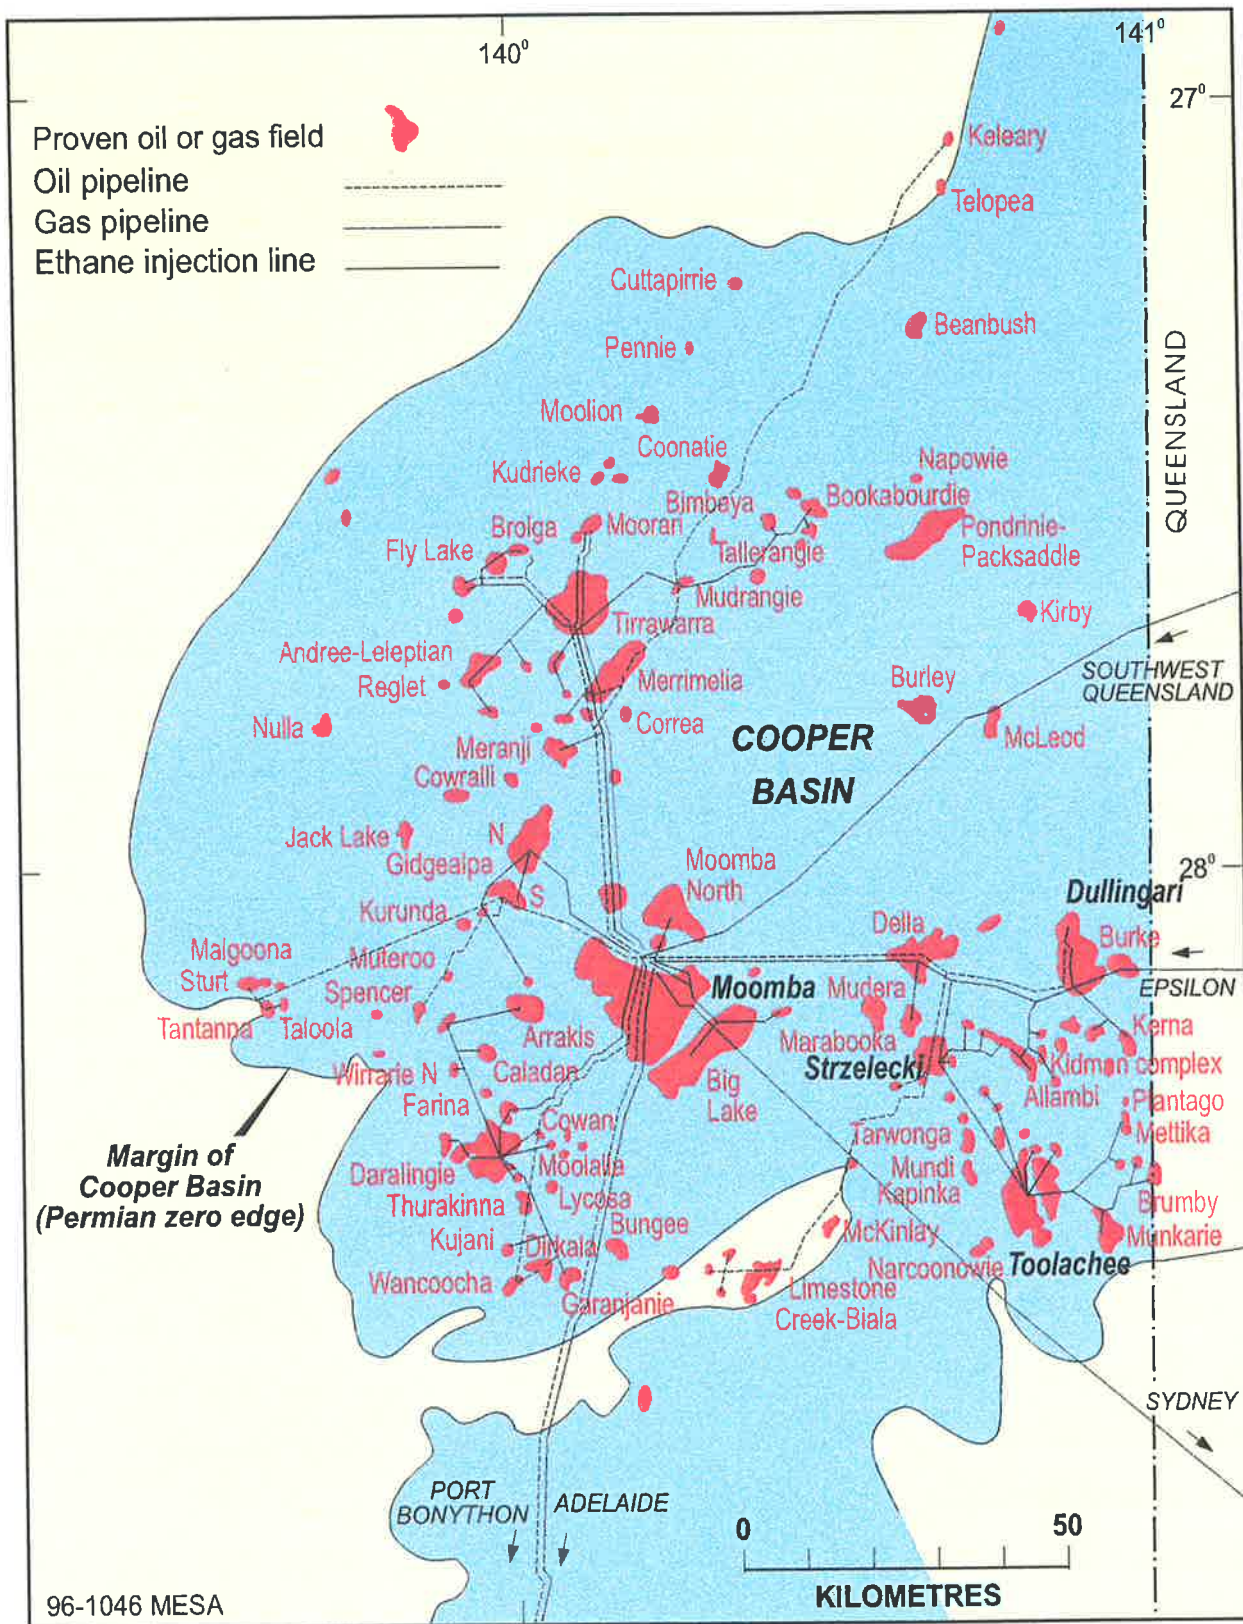 140⁰
141⁰
27⁰
Proven oil or gas field
Oil pipeline
Gas pipeline
Ethane injection line
Keleary
Telopea
Cuttapirrie
Beanbush
Pennie
QUEENSLAND
Moolion
Coonatie
Kudrieke
Napowie
Bimbaya
Bookabourdie
Brolga
Mooran
Pondrinie-
Packsaddle
Fly Lake
Tallerangie
Mudrangie
Kirby
Tirrawarra
Andree-Leleptian
Reglet
Merrimelia
Burley
SOUTHWEST
QUEENSLAND
Nulla
Correa
McLeod
COOPER
BASIN
Meranji
Cowralli
Jack Lake
N
Gidgealpa
S
Moomba
North
28⁰
Dullingari
Kurunda
Della
Burke
Malgoona
Sturt
Muteroo
Spencer
Moomba
Mudera
EPSILON
Tantanna
Taloola
Arrakis
Marabooka
Kerna
Strzelecki
Kidman complex
Wirrarie N
Caladan
Big
Lake
Allambi
Plantago
Farina
Cowan
Tarwonga
Mettika
Margin of
Cooper Basin
(Permian zero edge)
Daralingie
Moolalla
Mundi
Kapinka
Thurakinna
Lycosa
Brumby
Kujani
Dirkala
Bungee
McKinlay
Munkarie
Wancoocha
Garanjanie
Narcoonowie
Toolachee
Limestone
Creek-Biala
SYDNEY
PORT
BONYTHON
ADELAIDE
0
50
KILOMETRES
96-1046 MESA